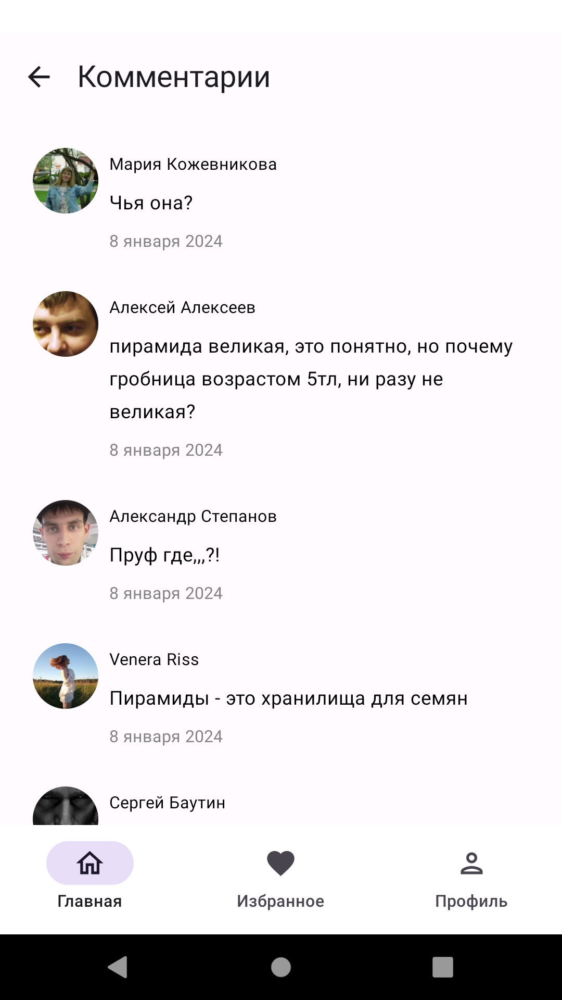 Комментарии
Мария Кожевникова
Чья она?
8 января 2024
Алексей Алексеев
пирамида великая, это понятно, но почему
гробница возрастом 5тл, ни разу не
великая?
8 января 2024
Александр Степанов
Пруф где,,,?!
8 января 2024
Venera Riss
Пирамиды - это хранилища для семян
8 января 2024
Сергей Баутин
Главная
Избранное
Профиль